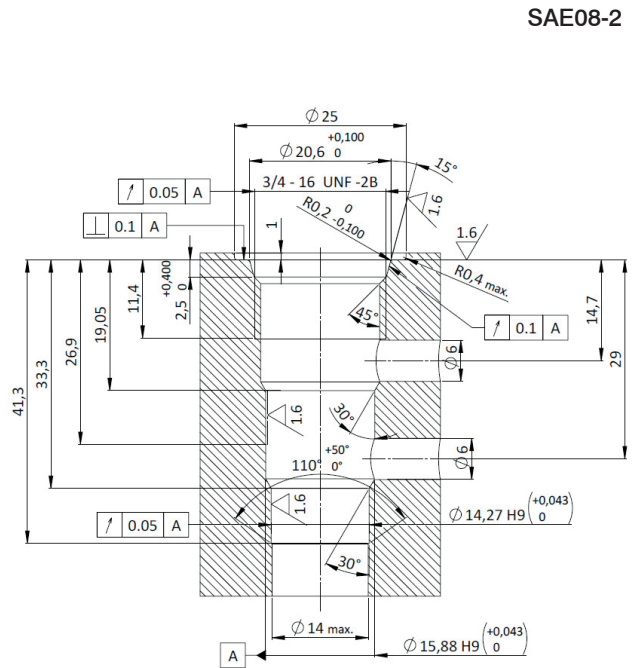 SAE08-2
∅ 25
∅ 20,6 +0,100 0
3/4 - 16 UNF -2B
15°
↗ 0.05 A
⊥ 0.1 A
1
R0,2 0 -0,100
1.6
1.6
R0,4 max.
↗ 0.1 A
2,5 +0,400 0
11,4
19,05
26,9
33,3
41,3
45°
14,7
29
∅ 6
1.6
30°
∅ 6
110° +50° 0°
1.6
↗ 0.05 A
∅ 14,27 H9 (+0,043 0)
30°
∅ 14 max.
A
∅ 15,88 H9 (+0,043 0)